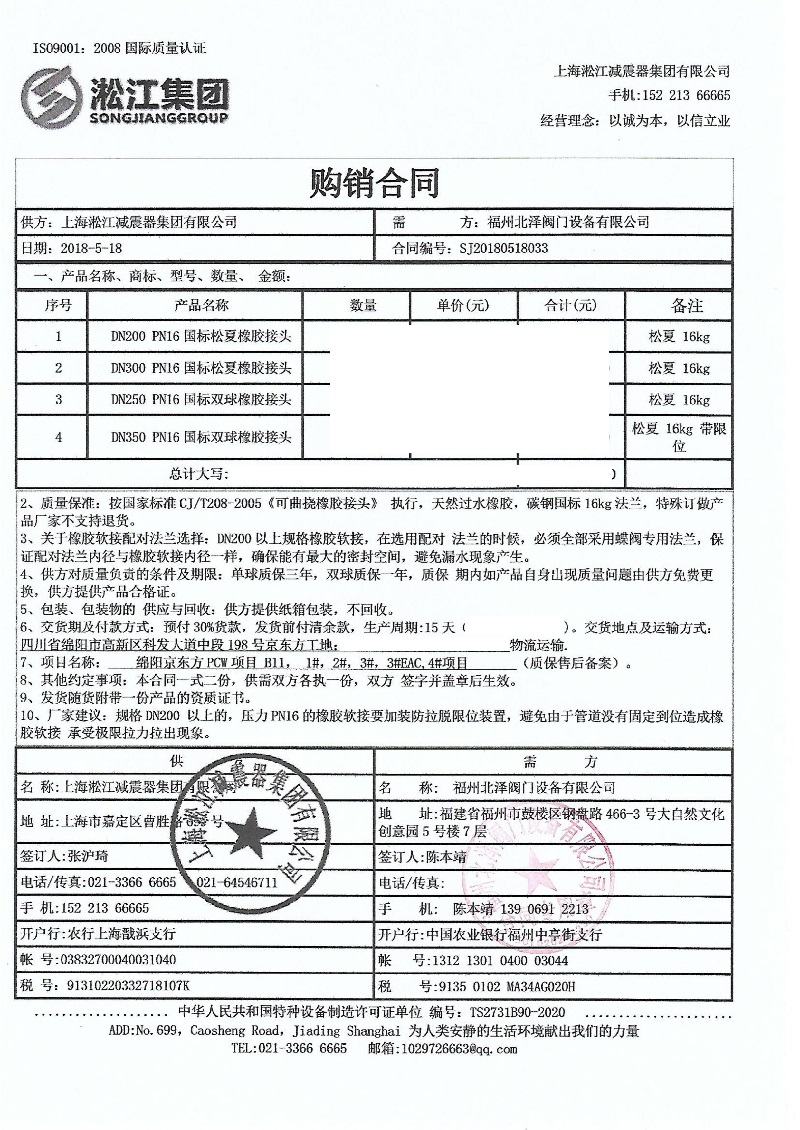 ISO9001：2008 国际质量认证
淞江集团
SONGJIANGGROUP
上海淞江减震器集团有限公司
手机:152 213 66665
经营理念：以诚为本，以信立业
购销合同
供方：上海淞江减震器集团有限公司
需 方：福州北泽阀门设备有限公司
日期：2018-5-18
合同编号：SJ20180518033
一、产品名称、商标、型号、数量、 金额：
序号 产品名称 数量 单价(元) 合计(元) 备注
1 DN200 PN16 国标松夏橡胶接头 松夏 16kg
2 DN300 PN16 国标松夏橡胶接头 松夏 16kg
3 DN250 PN16 国标双球橡胶接头 松夏 16kg
4 DN350 PN16 国标双球橡胶接头 松夏 16kg 带限
位
总计大写: )
2、质量保准：按国家标准 CJ/T208-2005《可曲挠橡胶接头》 执行，天然过水橡胶，碳钢国标 16kg 法兰，特殊订做产
品厂家不支持退货。
3、关于橡胶软接配对法兰选择：DN200 以上规格橡胶软接，在选用配对 法兰的时候，必须全部采用蝶阀专用法兰，保
证配对法兰内径与橡胶软接内径一样，确保能有最大的密封空间，避免漏水现象产生。
4、供方对质量负责的条件及期限：单球质保三年，双球质保一年，质保 期内如产品自身出现质量问题由供方免费更
换，供方提供产品合格证。
5、包装、包装物的 供应与回收：供方提供纸箱包装，不回收。
6、交货期及付款方式：预付 30%货款，发货前付清余款，生产周期:15 天（ ）。交货地点及运输方式：
四川省绵阳市高新区科发大道中段 198 号京东方工地； 物流运输.
7、项目名称： 绵阳京东方 PCW 项目 B11， 1#，2#，3#，3#EAC,4#项目 （质保售后备案）。
8、其他约定事项：本合同一式二份，供需双方各执一份，双方 签字并盖章后生效。
9、发货随货附带一份产品的资质证书。
10、厂家建议：规格 DN200 以上的，压力 PN16 的橡胶软接要加装防拉脱限位装置，避免由于管道没有固定到位造成橡
胶软接 承受极限拉力拉出现象。
供
需 方
名 称:上海淞江减震器集团有限公司
名 称： 福州北泽阀门设备有限公司
地 址:上海市嘉定区曹胜路699号
地 址:福建省福州市鼓楼区钢盘路 466-3 号大自然文化
创意园 5 号楼 7 层
签订人:张沪琦
签订人:陈本靖
电话/传真:021-3366 6665 021-64546711
电话/传真:
手 机:152 213 66665
手 机： 陈本靖 139 0691 2213
开户行:农行上海戬浜支行
开户行:中国农业银行福州中亭街支行
帐 号:03832700040031040
帐 号:1312 1301 0400 03044
税 号：91310220332718107K
税 号:9135 0102 MA34AG020H
上海淞江减震器集团有限公司
中华人民共和国特种设备制造许可证单位 编号：TS2731B90-2020
ADD:No.699, Caosheng Road, Jiading Shanghai 为人类安静的生活环境献出我们的力量
TEL:021-3366 6665 邮箱:1029726663@qq.com